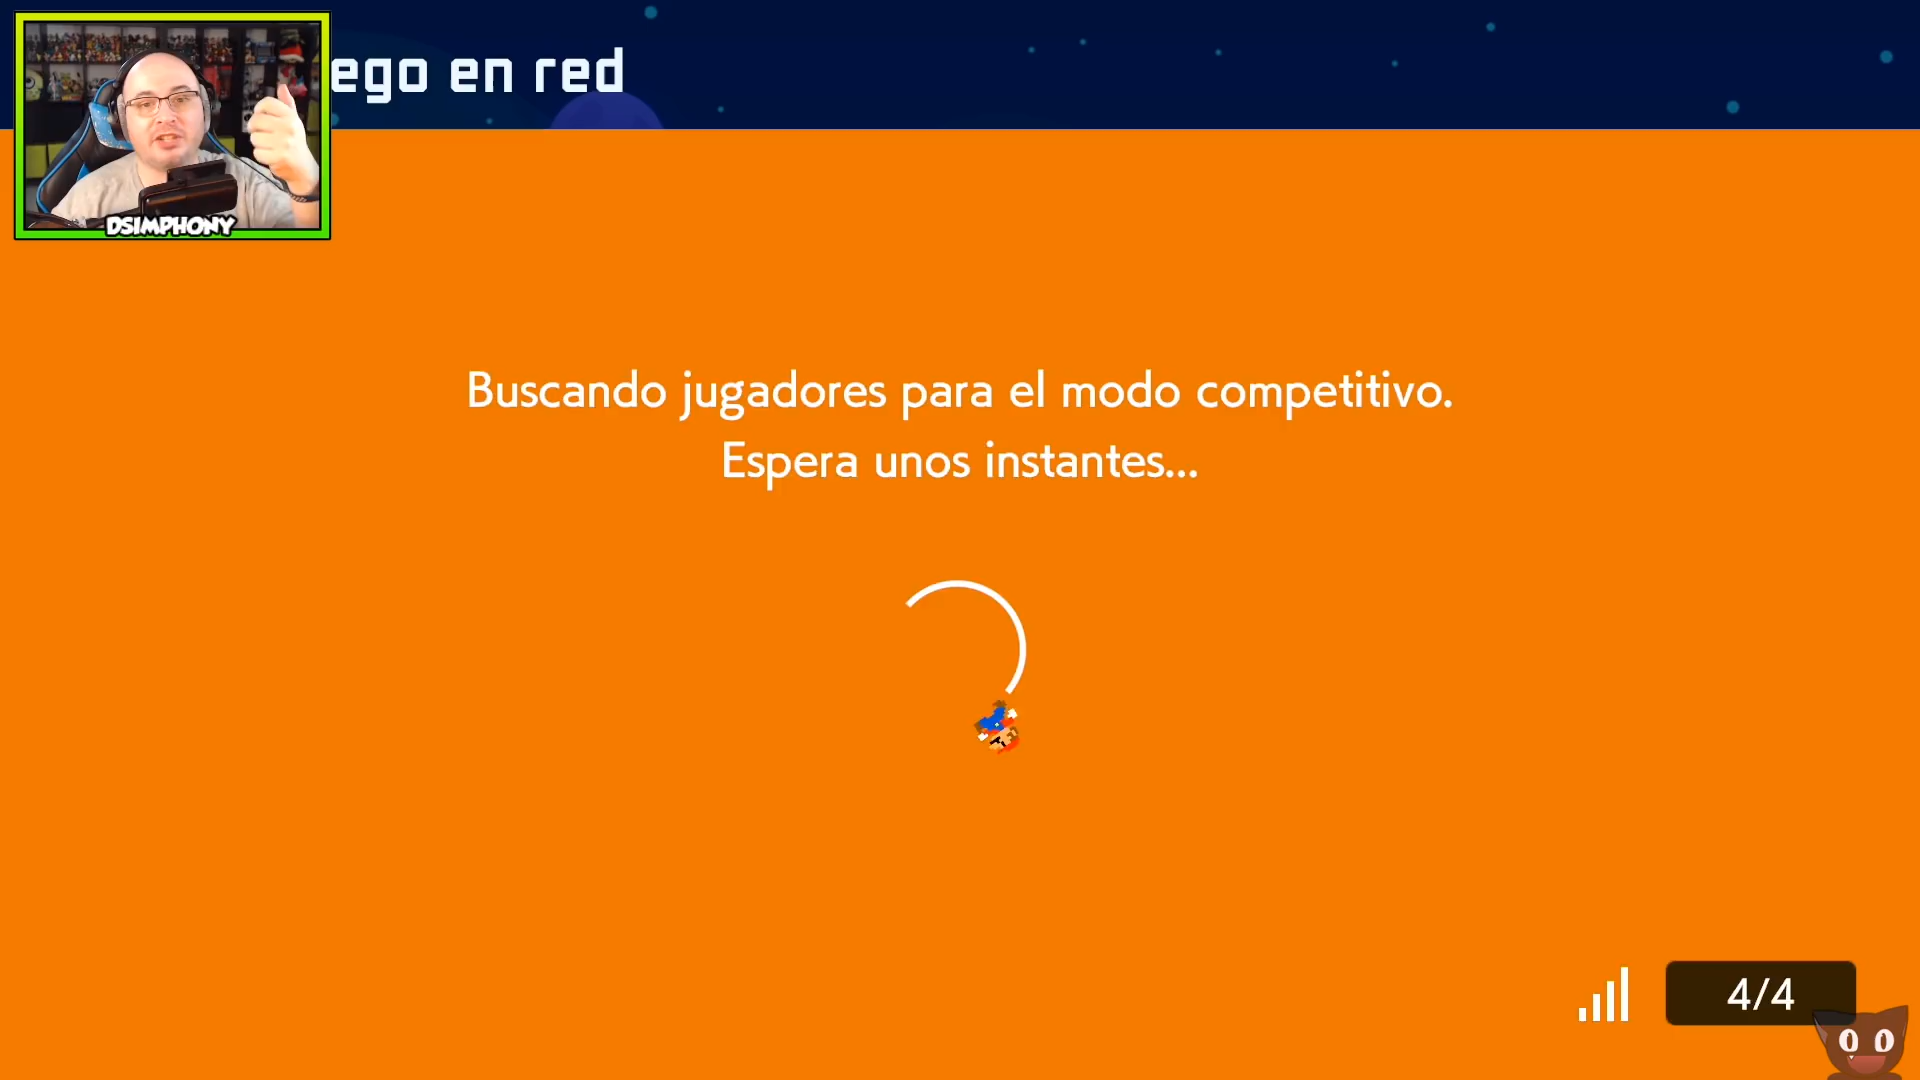 ego en red
DSIMPHONY
Buscando jugadores para el modo competitivo.
Espera unos instantes...
4/4